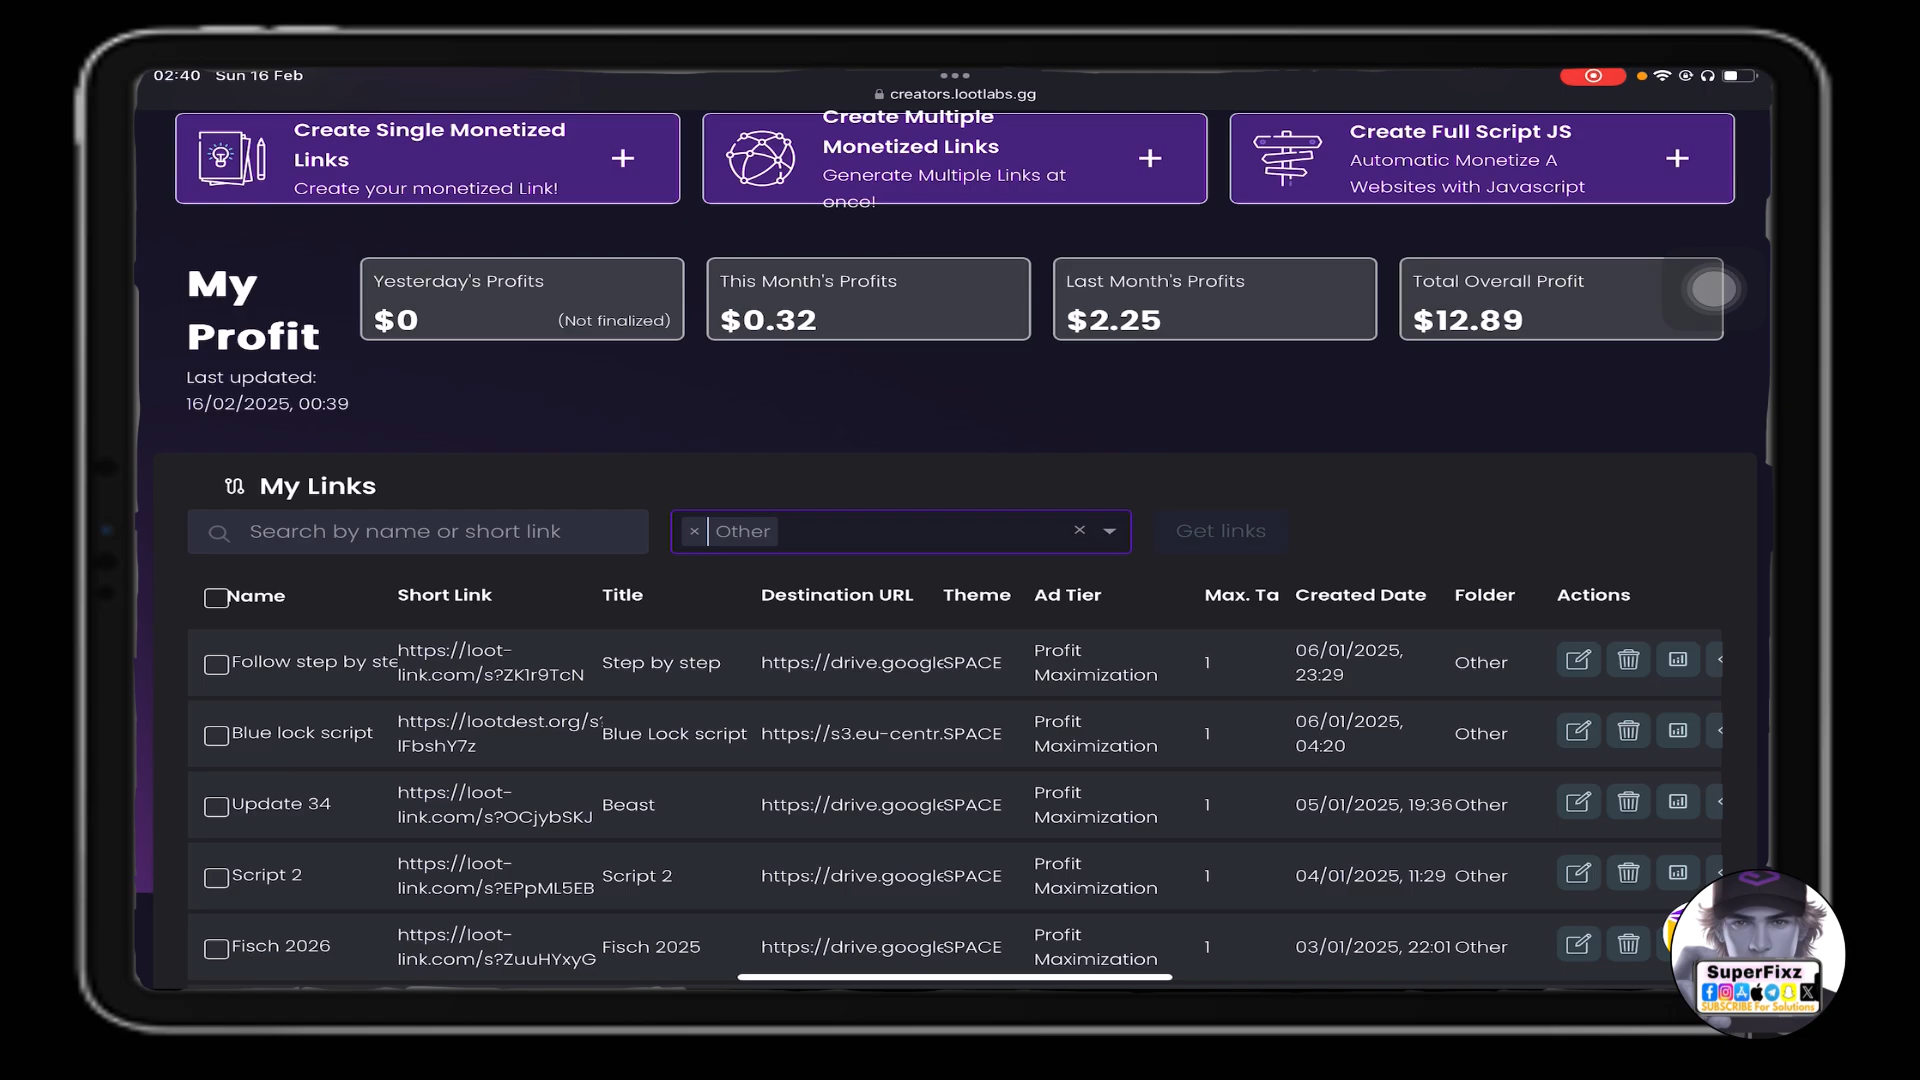 02:40 Sun 16 Feb
creators.lootlabs.gg
Create Single Monetized
Links
Create your monetized Link!
Create Multiple
Monetized Links
Generate Multiple Links at
once!
Create Full Script JS
Automatic Monetize A
Websites with Javascript
My
Profit
Last updated:
16/02/2025, 00:39
Yesterday's Profits
$0 (Not finalized)
This Month's Profits
$0.32
Last Month's Profits
$2.25
Total Overall Profit
$12.89
My Links
Search by name or short link
× Other
Get links
Name Short Link Title Destination URL Theme Ad Tier Max. Ta Created Date Folder Actions
Follow step by ste https://loot-link.com/s?ZK1r9TcN Step by step https://drive.google SPACE Profit Maximization 1 06/01/2025, 23:29 Other
Blue lock script https://lootdest.org/s?lFbshY7z Blue Lock script https://s3.eu-centr. SPACE Profit Maximization 1 06/01/2025, 04:20 Other
Update 34 https://loot-link.com/s?OCjybSKJ Beast https://drive.google SPACE Profit Maximization 1 05/01/2025, 19:36 Other
Script 2 https://loot-link.com/s?EPpML5EB Script 2 https://drive.google SPACE Profit Maximization 1 04/01/2025, 11:29 Other
Fisch 2026 https://loot-link.com/s?ZuuHYxyG Fisch 2025 https://drive.google SPACE Profit Maximization 1 03/01/2025, 22:01 Other
SuperFixz
SUBSCRIBE For Solutions